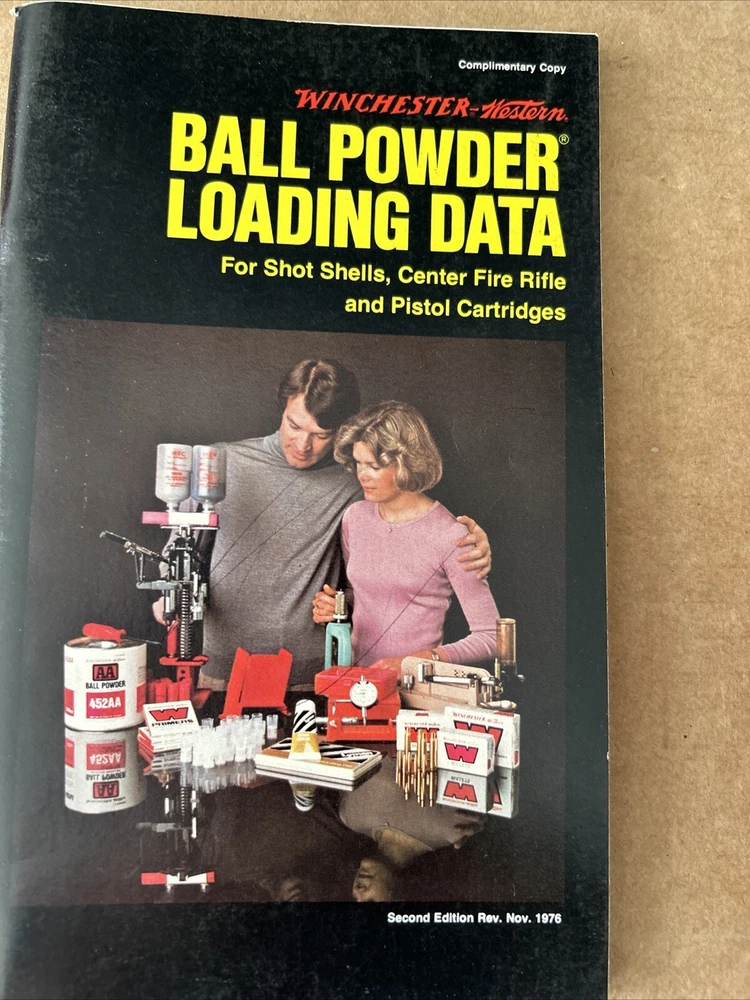 Complimentary Copy
WINCHESTER-Western.
BALL POWDER®
LOADING DATA
For Shot Shells, Center Fire Rifle
and Pistol Cartridges
AA
BALL POWDER
452AA
W
PRIMERS
W
Second Edition Rev. Nov. 1976